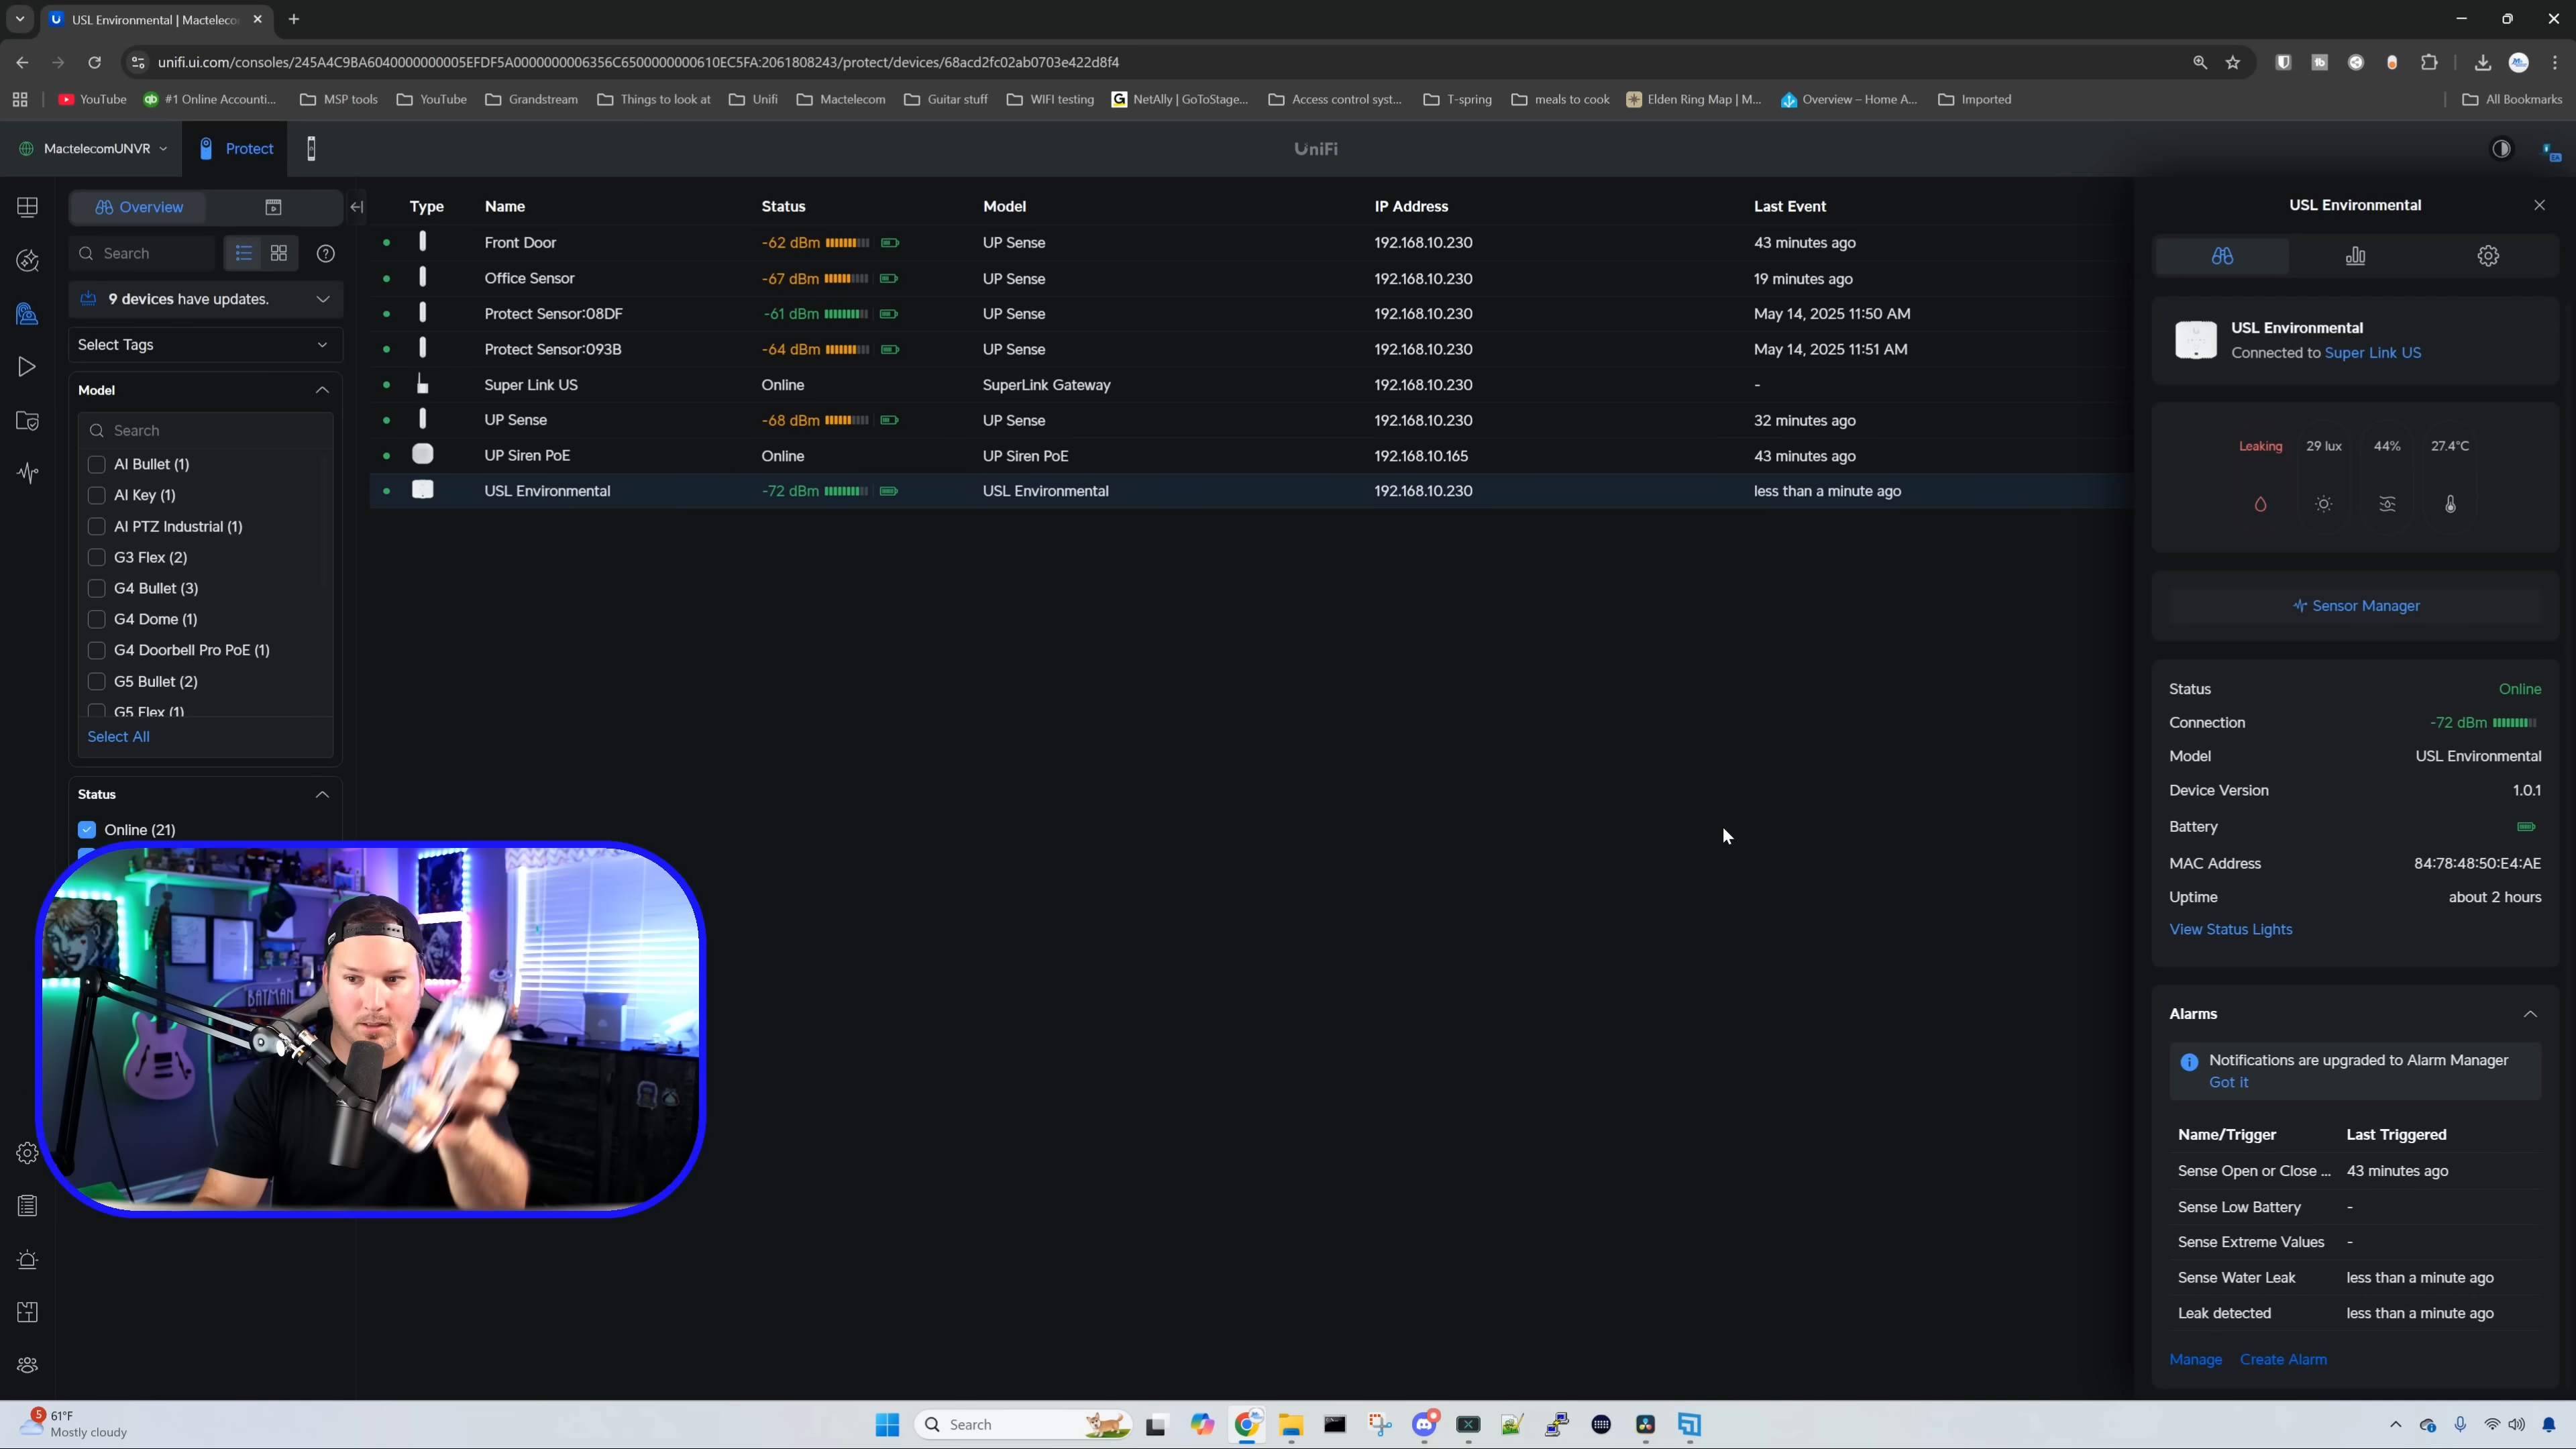 USL Environmental | Mactelecom
unifi.ui.com/consoles/245A4C9BA6040000000005EFDF5A0000000006356C6500000000610EC5FA:2061808243/protect/devices/68acd2fc02ab0703e422d8f4
YouTube #1 Online Accounti... MSP tools YouTube Grandstream Things to look at Unifi Mactelecom Guitar stuff WIFI testing NetAlly | GoToStage... Access control syst... T-spring meals to cook Elden Ring Map | M... Overview – Home A... Imported All Bookmarks
MactelecomUNVR Protect UniFi
Overview
Search
9 devices have updates.
Select Tags
Model
Search
AI Bullet (1)
AI Key (1)
AI PTZ Industrial (1)
G3 Flex (2)
G4 Bullet (3)
G4 Dome (1)
G4 Doorbell Pro PoE (1)
G5 Bullet (2)
G5 Flex (1)
Select All
Status
Online (21)
Type Name Status Model IP Address Last Event
Front Door -62 dBm UP Sense 192.168.10.230 43 minutes ago
Office Sensor -67 dBm UP Sense 192.168.10.230 19 minutes ago
Protect Sensor:08DF -61 dBm UP Sense 192.168.10.230 May 14, 2025 11:50 AM
Protect Sensor:093B -64 dBm UP Sense 192.168.10.230 May 14, 2025 11:51 AM
Super Link US Online SuperLink Gateway 192.168.10.230 -
UP Sense -68 dBm UP Sense 192.168.10.230 32 minutes ago
UP Siren PoE Online UP Siren PoE 192.168.10.165 43 minutes ago
USL Environmental -72 dBm USL Environmental 192.168.10.230 less than a minute ago
USL Environmental
USL Environmental
Connected to Super Link US
Leaking 29 lux 44% 27.4°C
Sensor Manager
Status Online
Connection -72 dBm
Model USL Environmental
Device Version 1.0.1
Battery
MAC Address 84:78:48:50:E4:AE
Uptime about 2 hours
View Status Lights
Alarms
Notifications are upgraded to Alarm Manager
Got it
Name/Trigger Last Triggered
Sense Open or Close ... 43 minutes ago
Sense Low Battery -
Sense Extreme Values -
Sense Water Leak less than a minute ago
Leak detected less than a minute ago
Manage Create Alarm
BATMAN
5 61°F
Mostly cloudy
Search